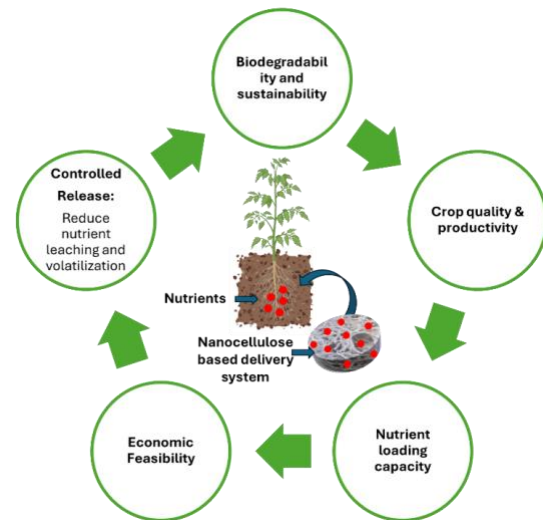 Biodegradabil
ity and
sustainability
Controlled
Release:
Reduce
nutrient
leaching and
volatilization
Crop quality &
productivity
Nutrients
Nanocellulose
based delivery
system
Economic
Feasibility
Nutrient
loading
capacity